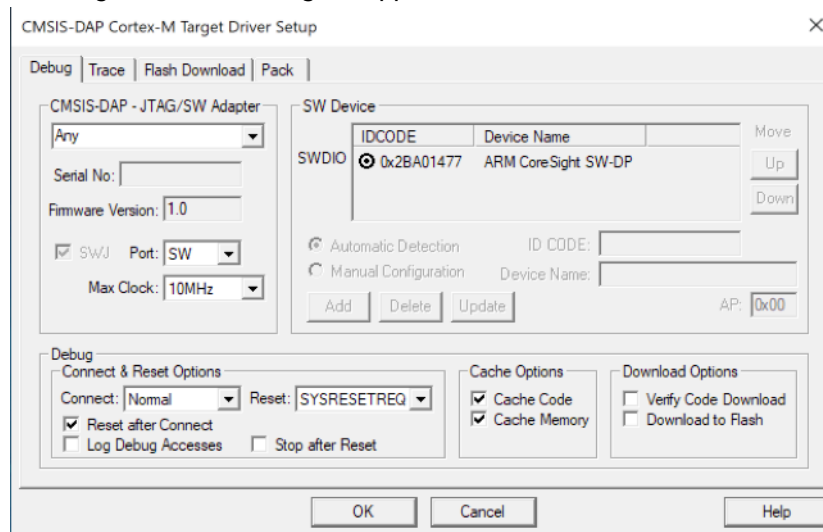 CMSIS-DAP Cortex-M Target Driver Setup
Debug Trace Flash Download Pack
CMSIS-DAP - JTAG/SW Adapter
Any
Serial No:
Firmware Version: 1.0
SWJ Port: SW
Max Clock: 10MHz
SW Device
IDCODE Device Name Move
SWDIO 0x2BA01477 ARM CoreSight SW-DP Up
Down
Automatic Detection ID CODE:
Manual Configuration Device Name:
Add Delete Update AP: 0x00
Debug
Connect & Reset Options
Connect: Normal Reset: SYSRESETREQ
Reset after Connect
Log Debug Accesses Stop after Reset
Cache Options
Cache Code
Cache Memory
Download Options
Verify Code Download
Download to Flash
OK Cancel Help